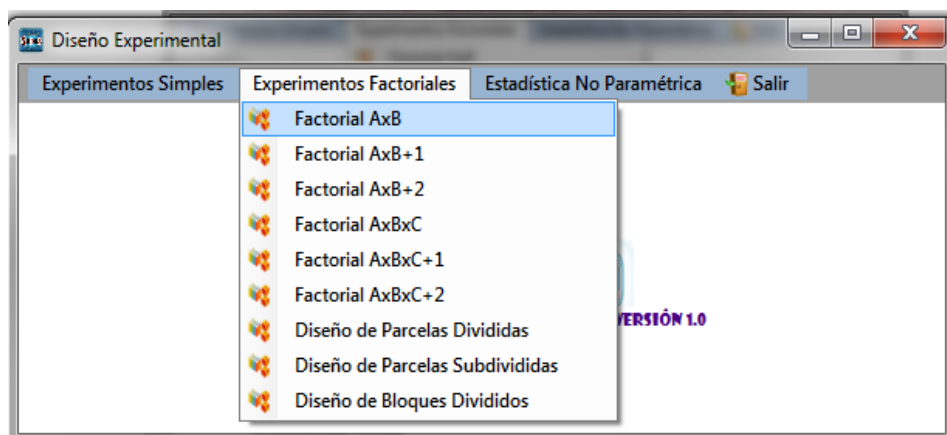 Diseño Experimental
Experimentos Simples Experimentos Factoriales Estadística No Paramétrica Salir
Factorial AxB
Factorial AxB+1
Factorial AxB+2
Factorial AxBxC
Factorial AxBxC+1
Factorial AxBxC+2
VERSIÓN 1.0
Diseño de Parcelas Divididas
Diseño de Parcelas Subdivididas
Diseño de Bloques Divididos